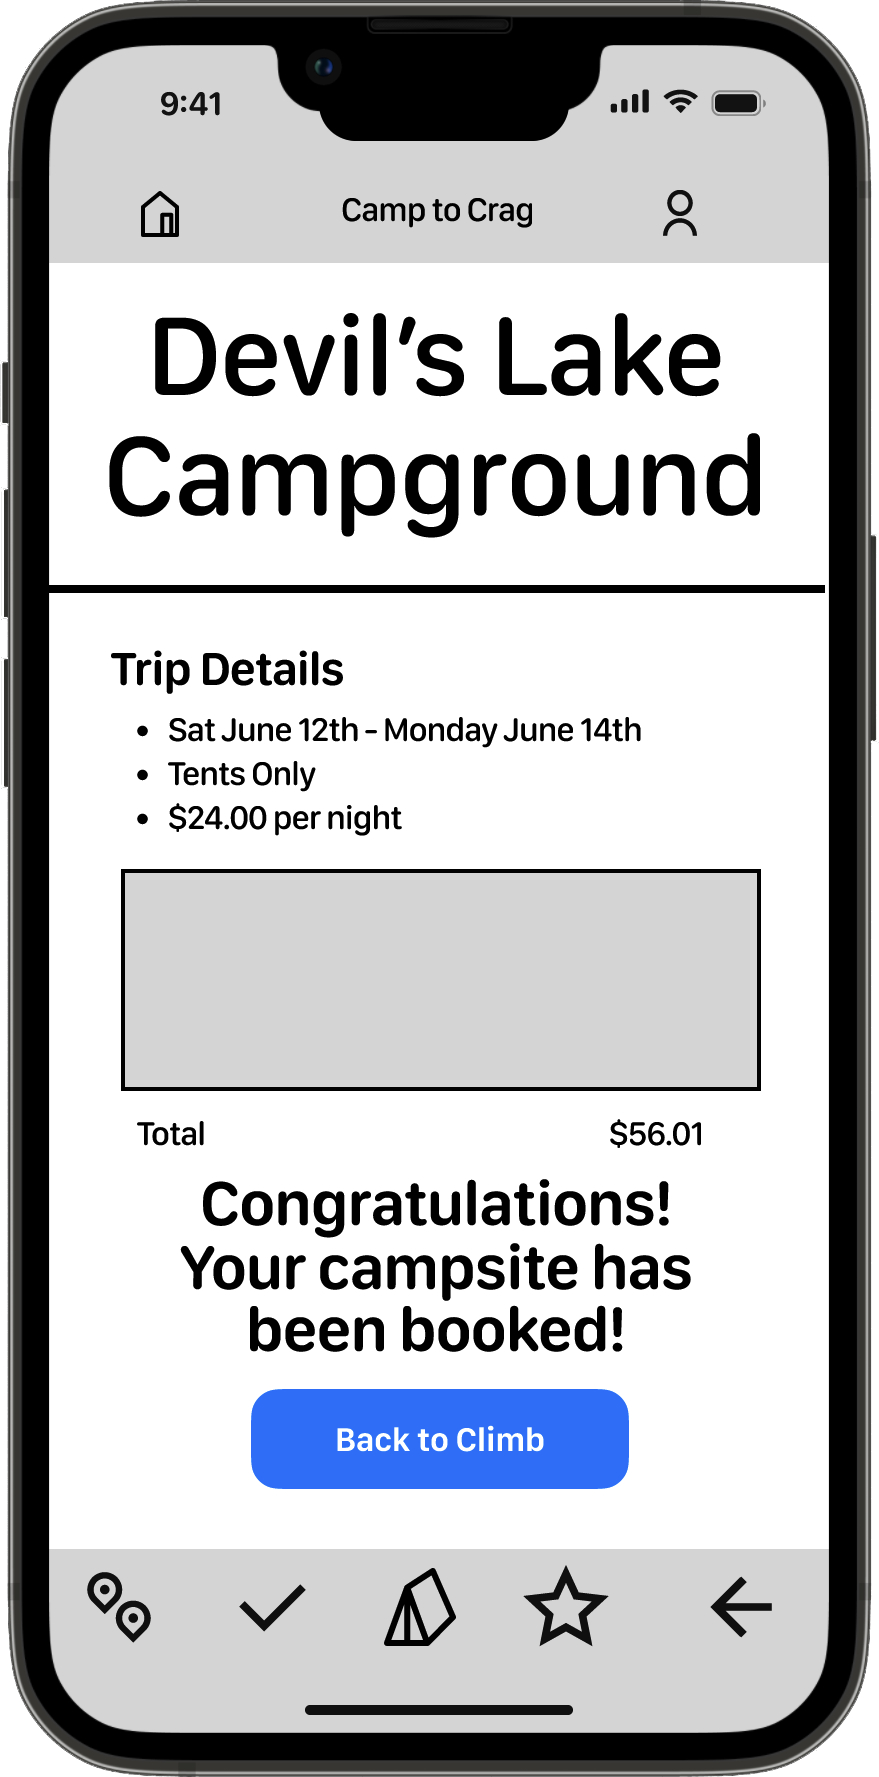 9:41
Camp to Crag
Devil’s Lake
Campground
Trip Details
• Sat June 12th - Monday June 14th
• Tents Only
• $24.00 per night
Total $56.01
Congratulations!
Your campsite has
been booked!
Back to Climb